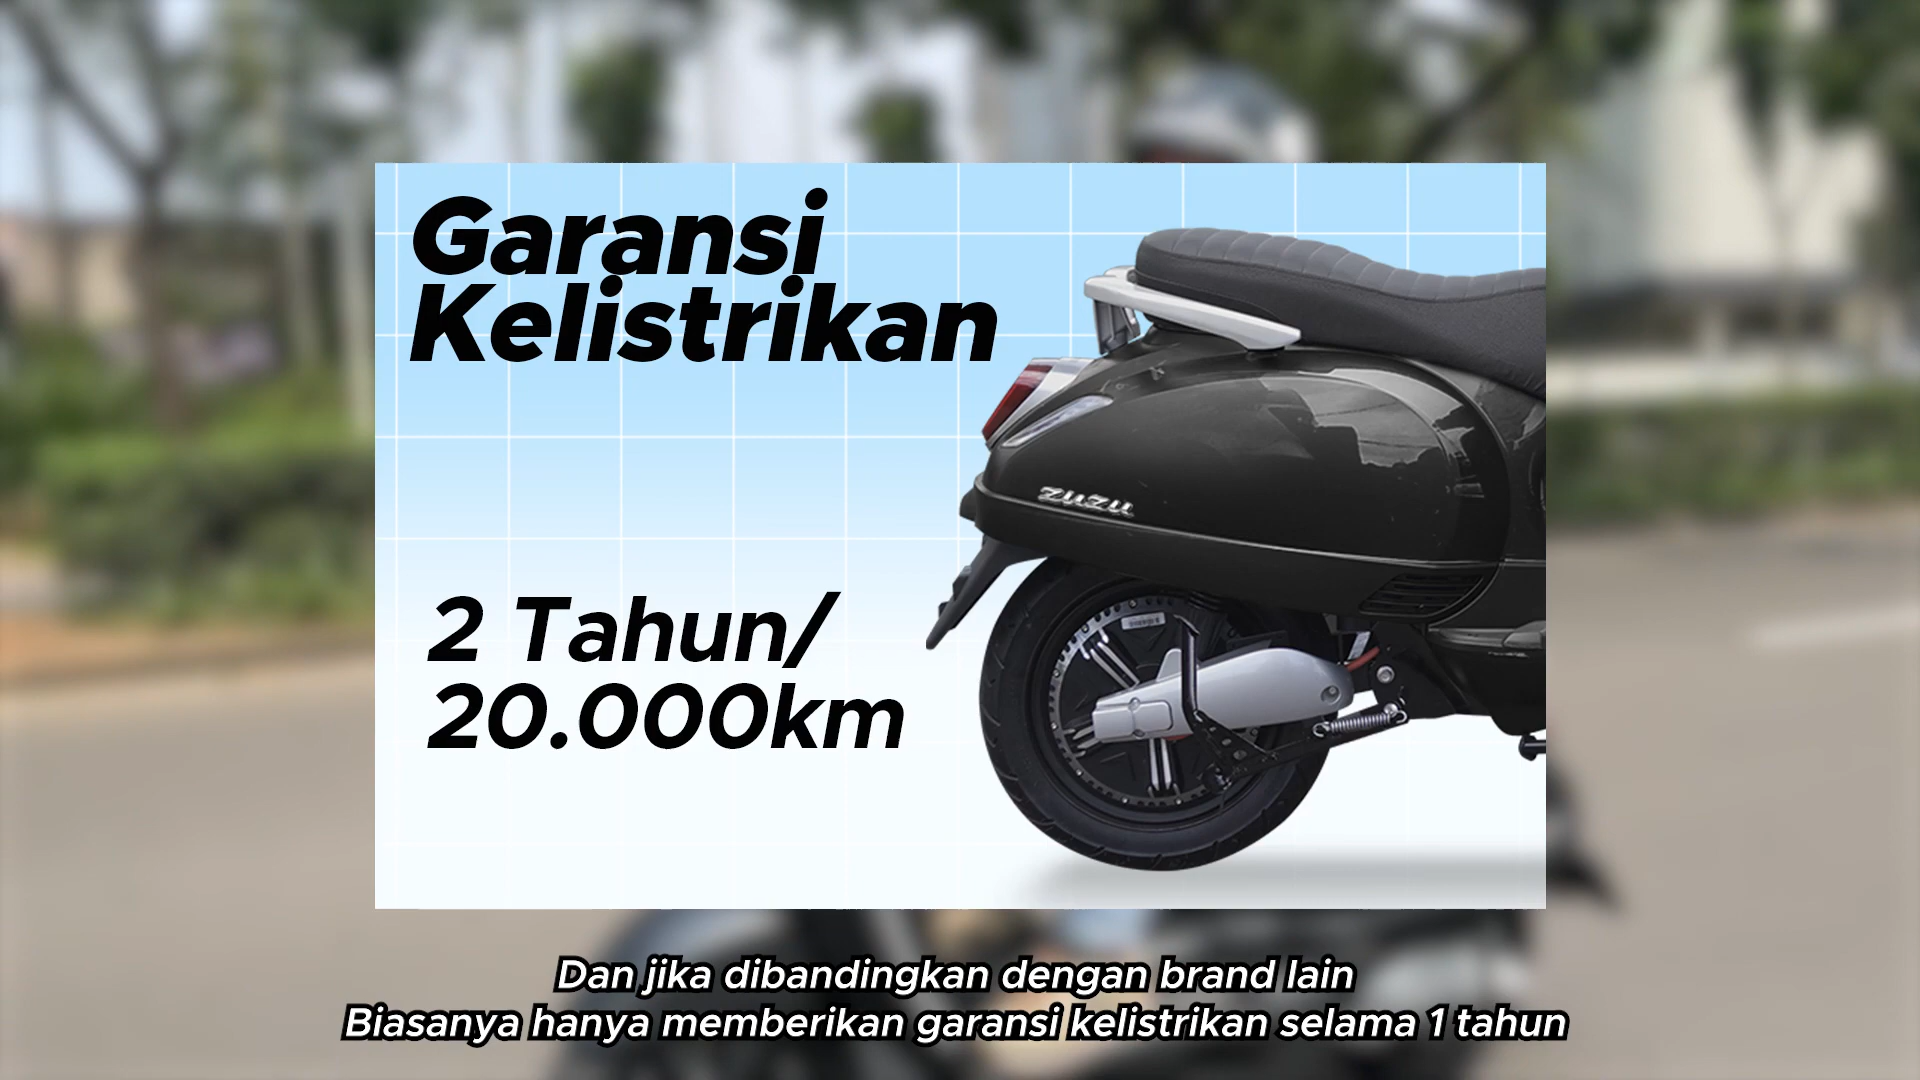 Garansi
Kelistrikan
zuzu
2 Tahun/
20.000km
Dan jika dibandingkan dengan brand lain
Biasanya hanya memberikan garansi kelistrikan selama 1 tahun